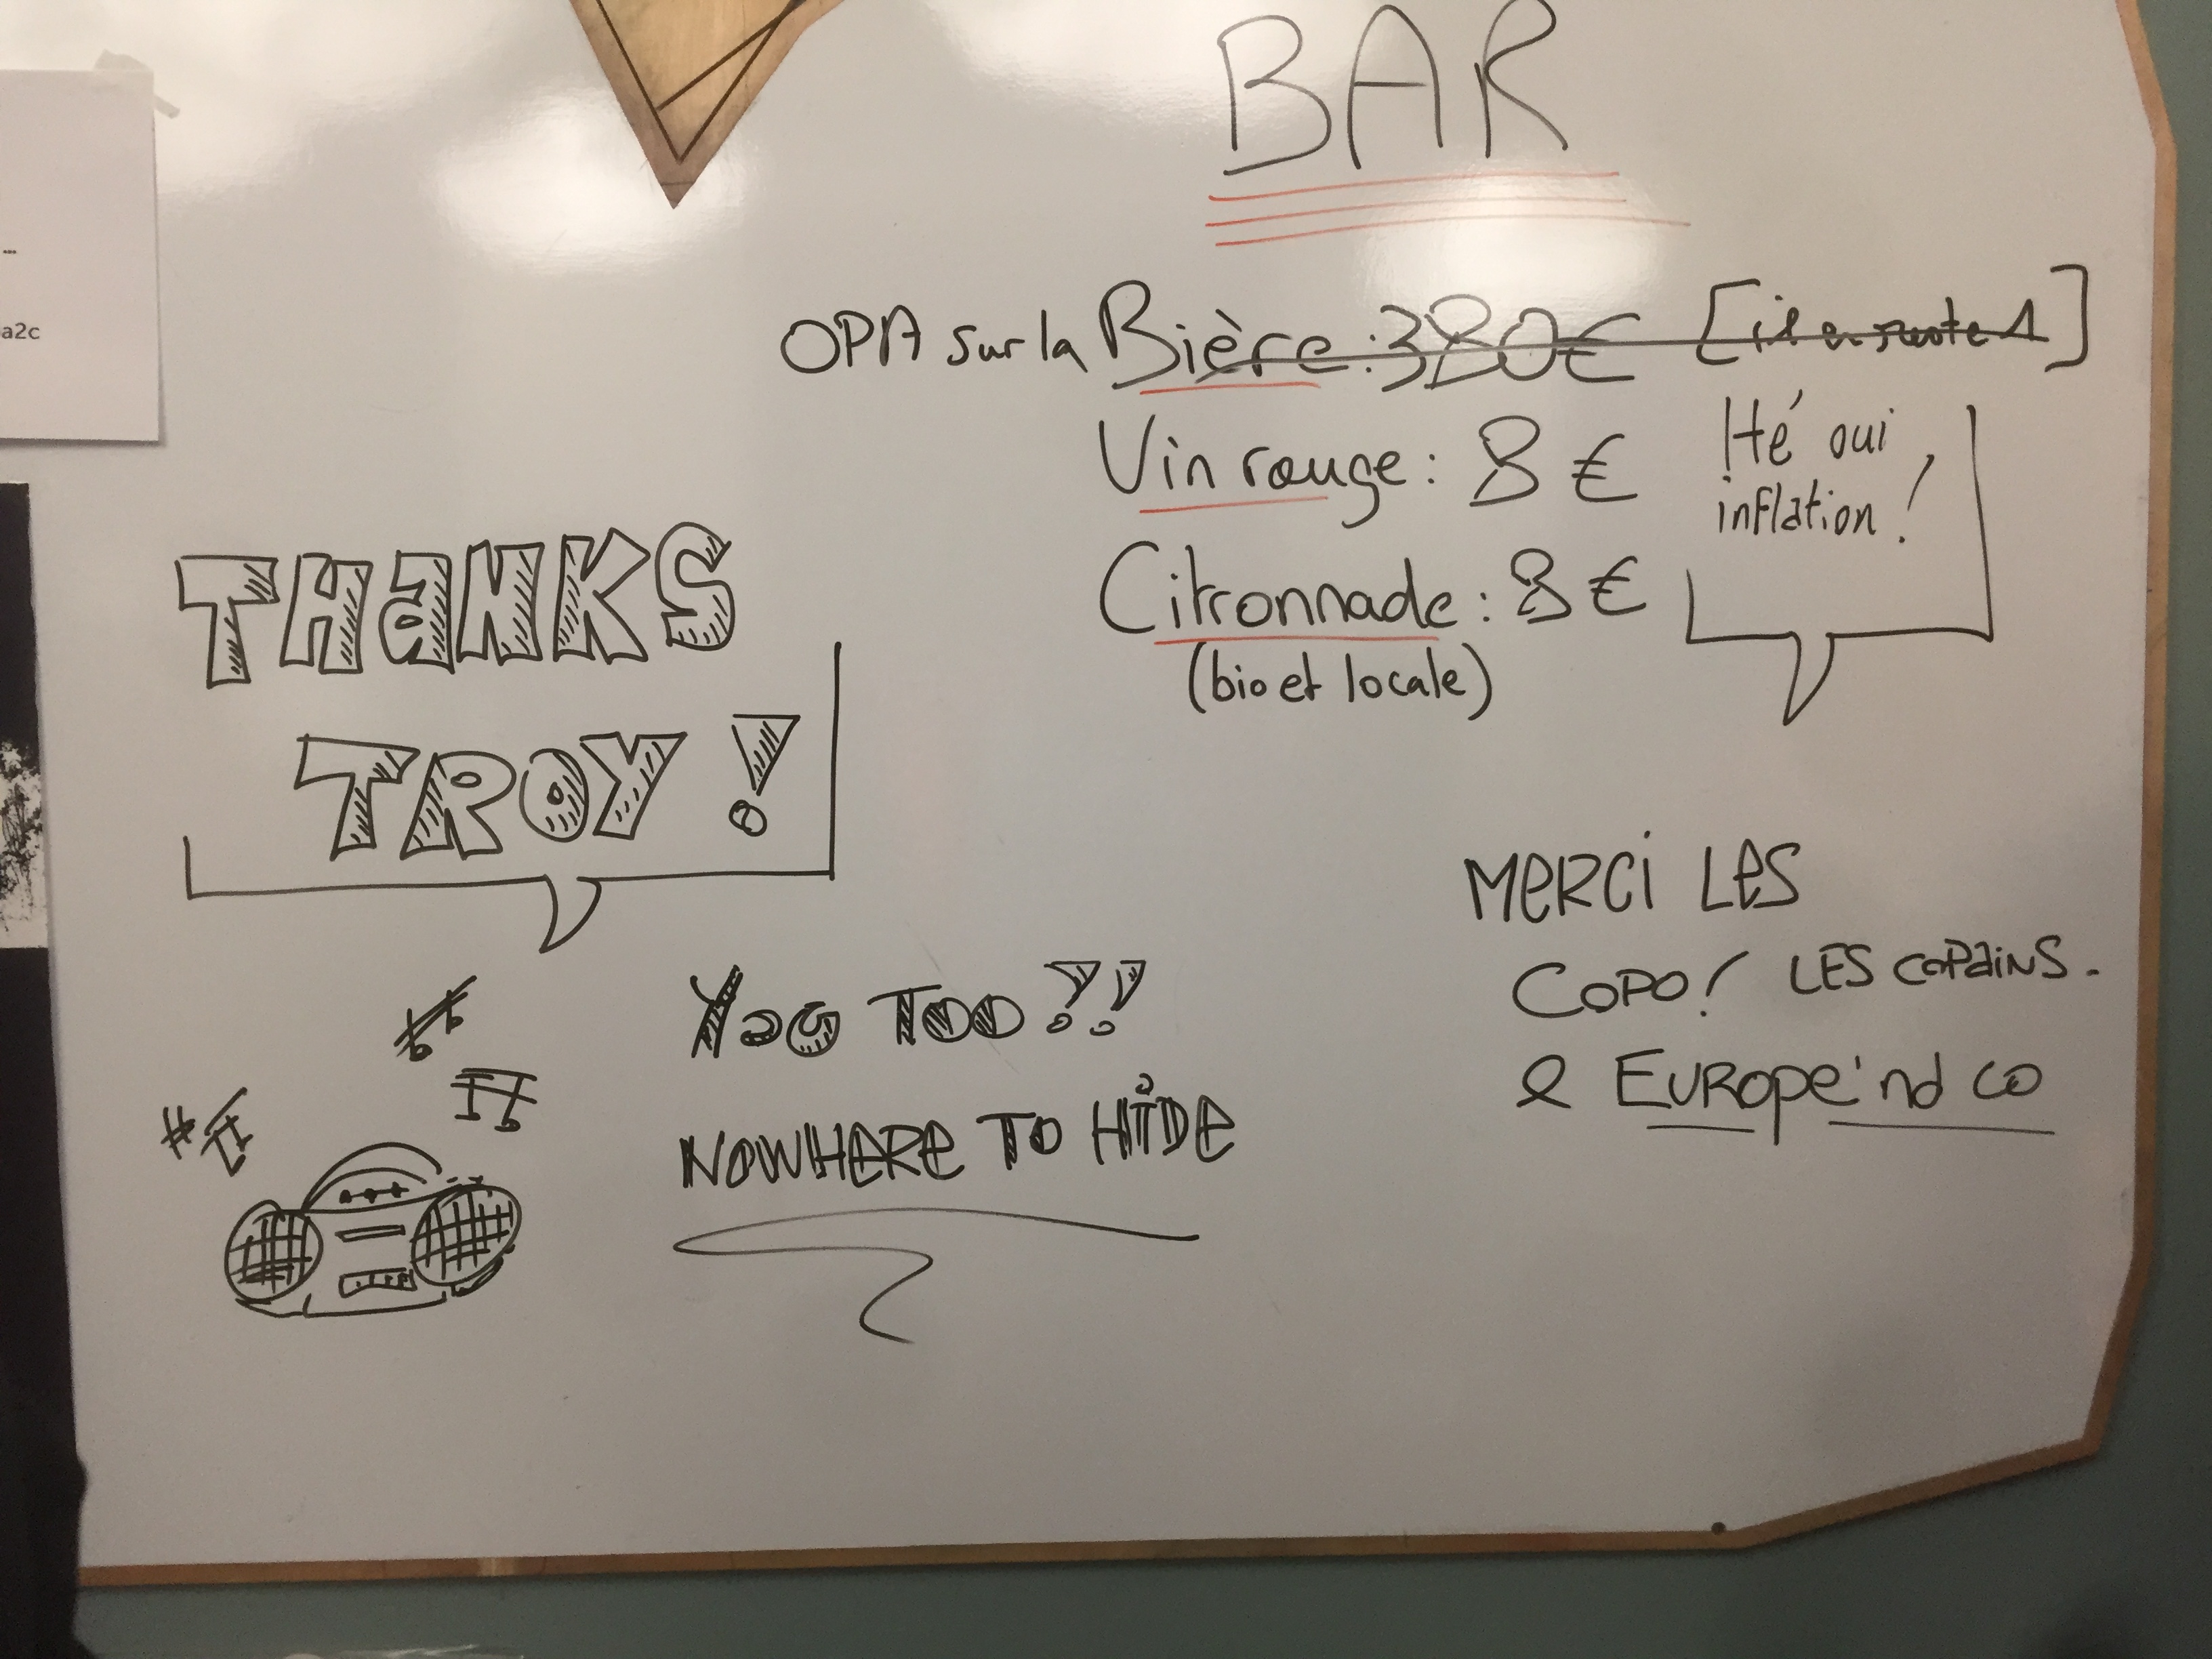 BAR
OPA sur la Bière : 380€ [il en reste 1]
Vin rouge : 8 €
Citronnade : 8 €
(bio et locale)
Hé oui
inflation !
THaNKS
TROY !
You TOO !!
NOWHERE TO HIDE
MeRCi Les
COPO! LES COPaiNS.
& EUROPE'nd CO
a2c